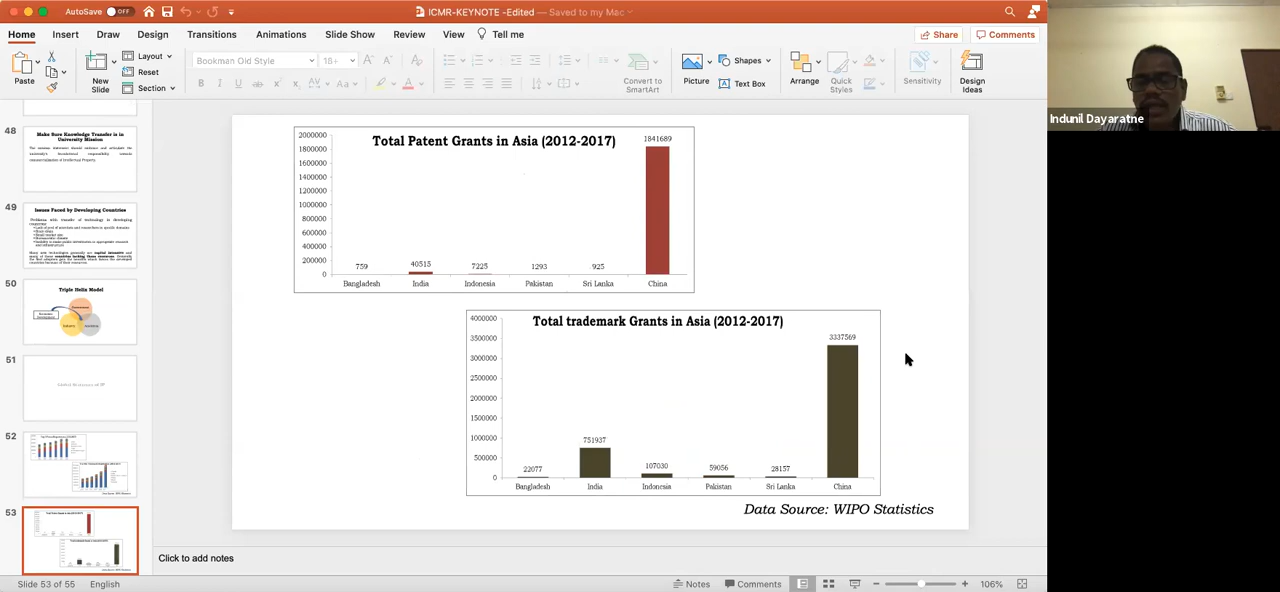 AutoSave OFF
ICMR-KEYNOTE -Edited — Saved to my Mac
Home Insert Draw Design Transitions Animations Slide Show Review View Tell me
Share Comments
Paste
New Slide
Layout
Reset
Section
Bookman Old Style 18+
Convert to SmartArt
Picture
Shapes
Text Box
Arrange
Quick Styles
Sensitivity
Design Ideas
Indunil Dayaratne
48
Make Sure Knowledge Transfer is in
University Mission
49
Issues Faced by Developing Countries
50
Triple Helix Model
51
52
53
Total Patent Grants in Asia (2012-2017)
2000000
1800000
1600000
1400000
1200000
1000000
800000
600000
400000
200000
0
759 40515 7225 1293 925 1841689
Bangladesh India Indonesia Pakistan Sri Lanka China
Total trademark Grants in Asia (2012-2017)
4000000
3500000
3000000
2500000
2000000
1500000
1000000
500000
0
22077 751937 107030 59056 28157 3337569
Bangladesh India Indonesia Pakistan Sri Lanka China
Data Source: WIPO Statistics
Click to add notes
Slide 53 of 55 English Notes Comments 106%